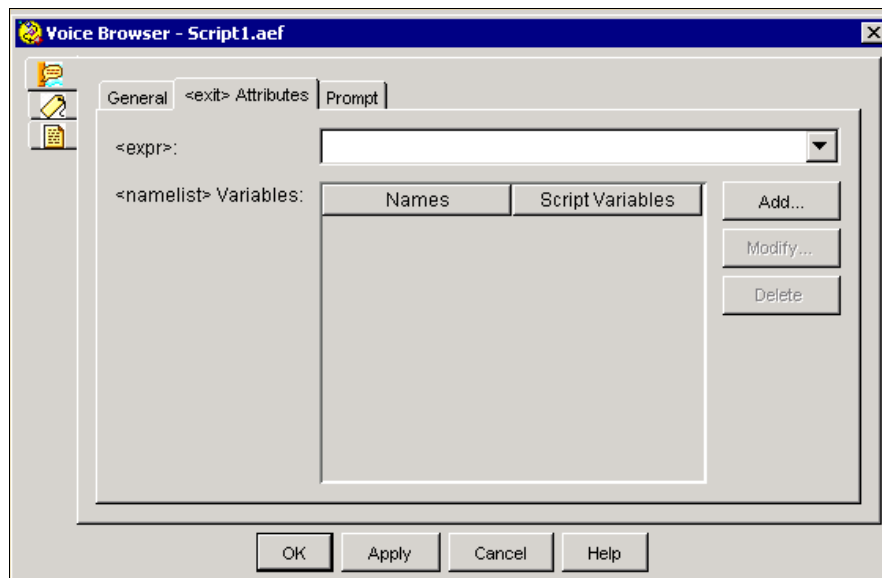 Voice Browser - Script1.aef
General <exit> Attributes Prompt
<expr>:
<namelist> Variables: Names Script Variables Add...
Modify...
Delete
OK Apply Cancel Help